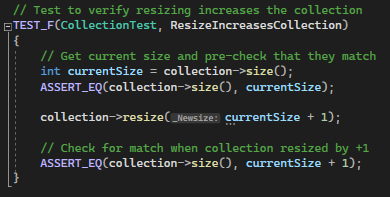 // Test to verify resizing increases the collection
TEST_F(CollectionTest, ResizeIncreasesCollection)
{
// Get current size and pre-check that they match
int currentSize = collection->size();
ASSERT_EQ(collection->size(), currentSize);
collection->resize(_Newsize: currentSize + 1);
// Check for match when collection resized by +1
ASSERT_EQ(collection->size(), currentSize + 1);
}